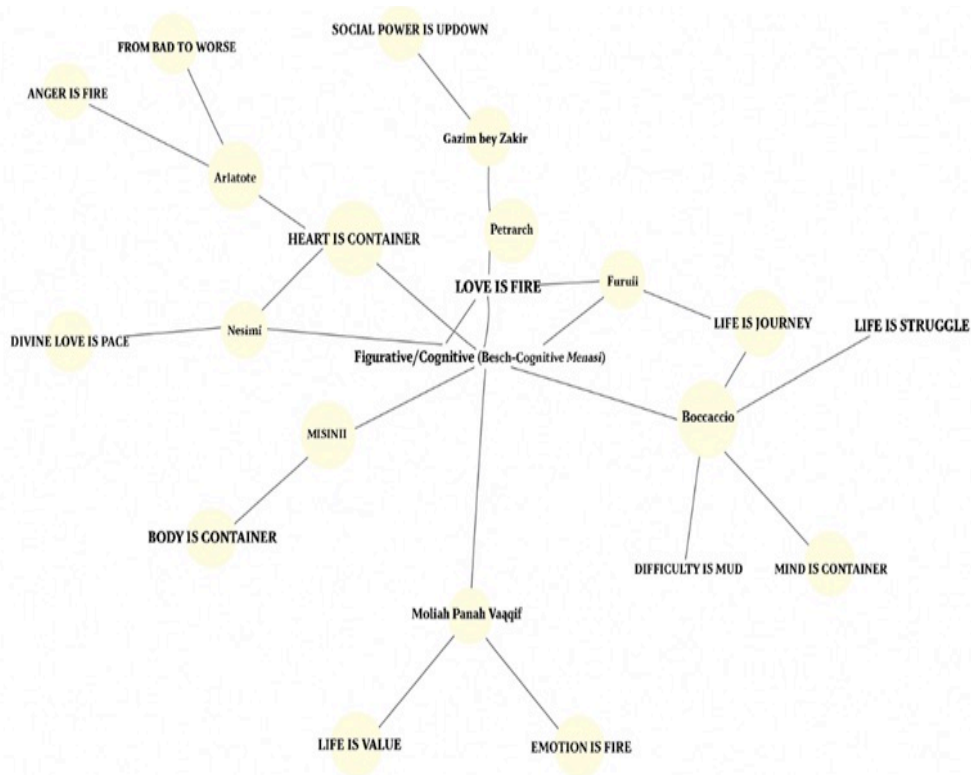 SOCIAL POWER IS UPDOWN
FROM BAD TO WORSE
ANGER IS FIRE
Gazim bey Zakir
Arlatote
Petrarch
HEART IS CONTAINER
LOVE IS FIRE
Furuii
LIFE IS JOURNEY
LIFE IS STRUGGLE
Nesimi
DIVINE LOVE IS PACE
Figurative/Cognitive (Besch-Cognitive Menasi)
Boccaccio
MISINII
BODY IS CONTAINER
DIFFICULTY IS MUD
MIND IS CONTAINER
Moliah Panah Vaqqif
LIFE IS VALUE
EMOTION IS FIRE